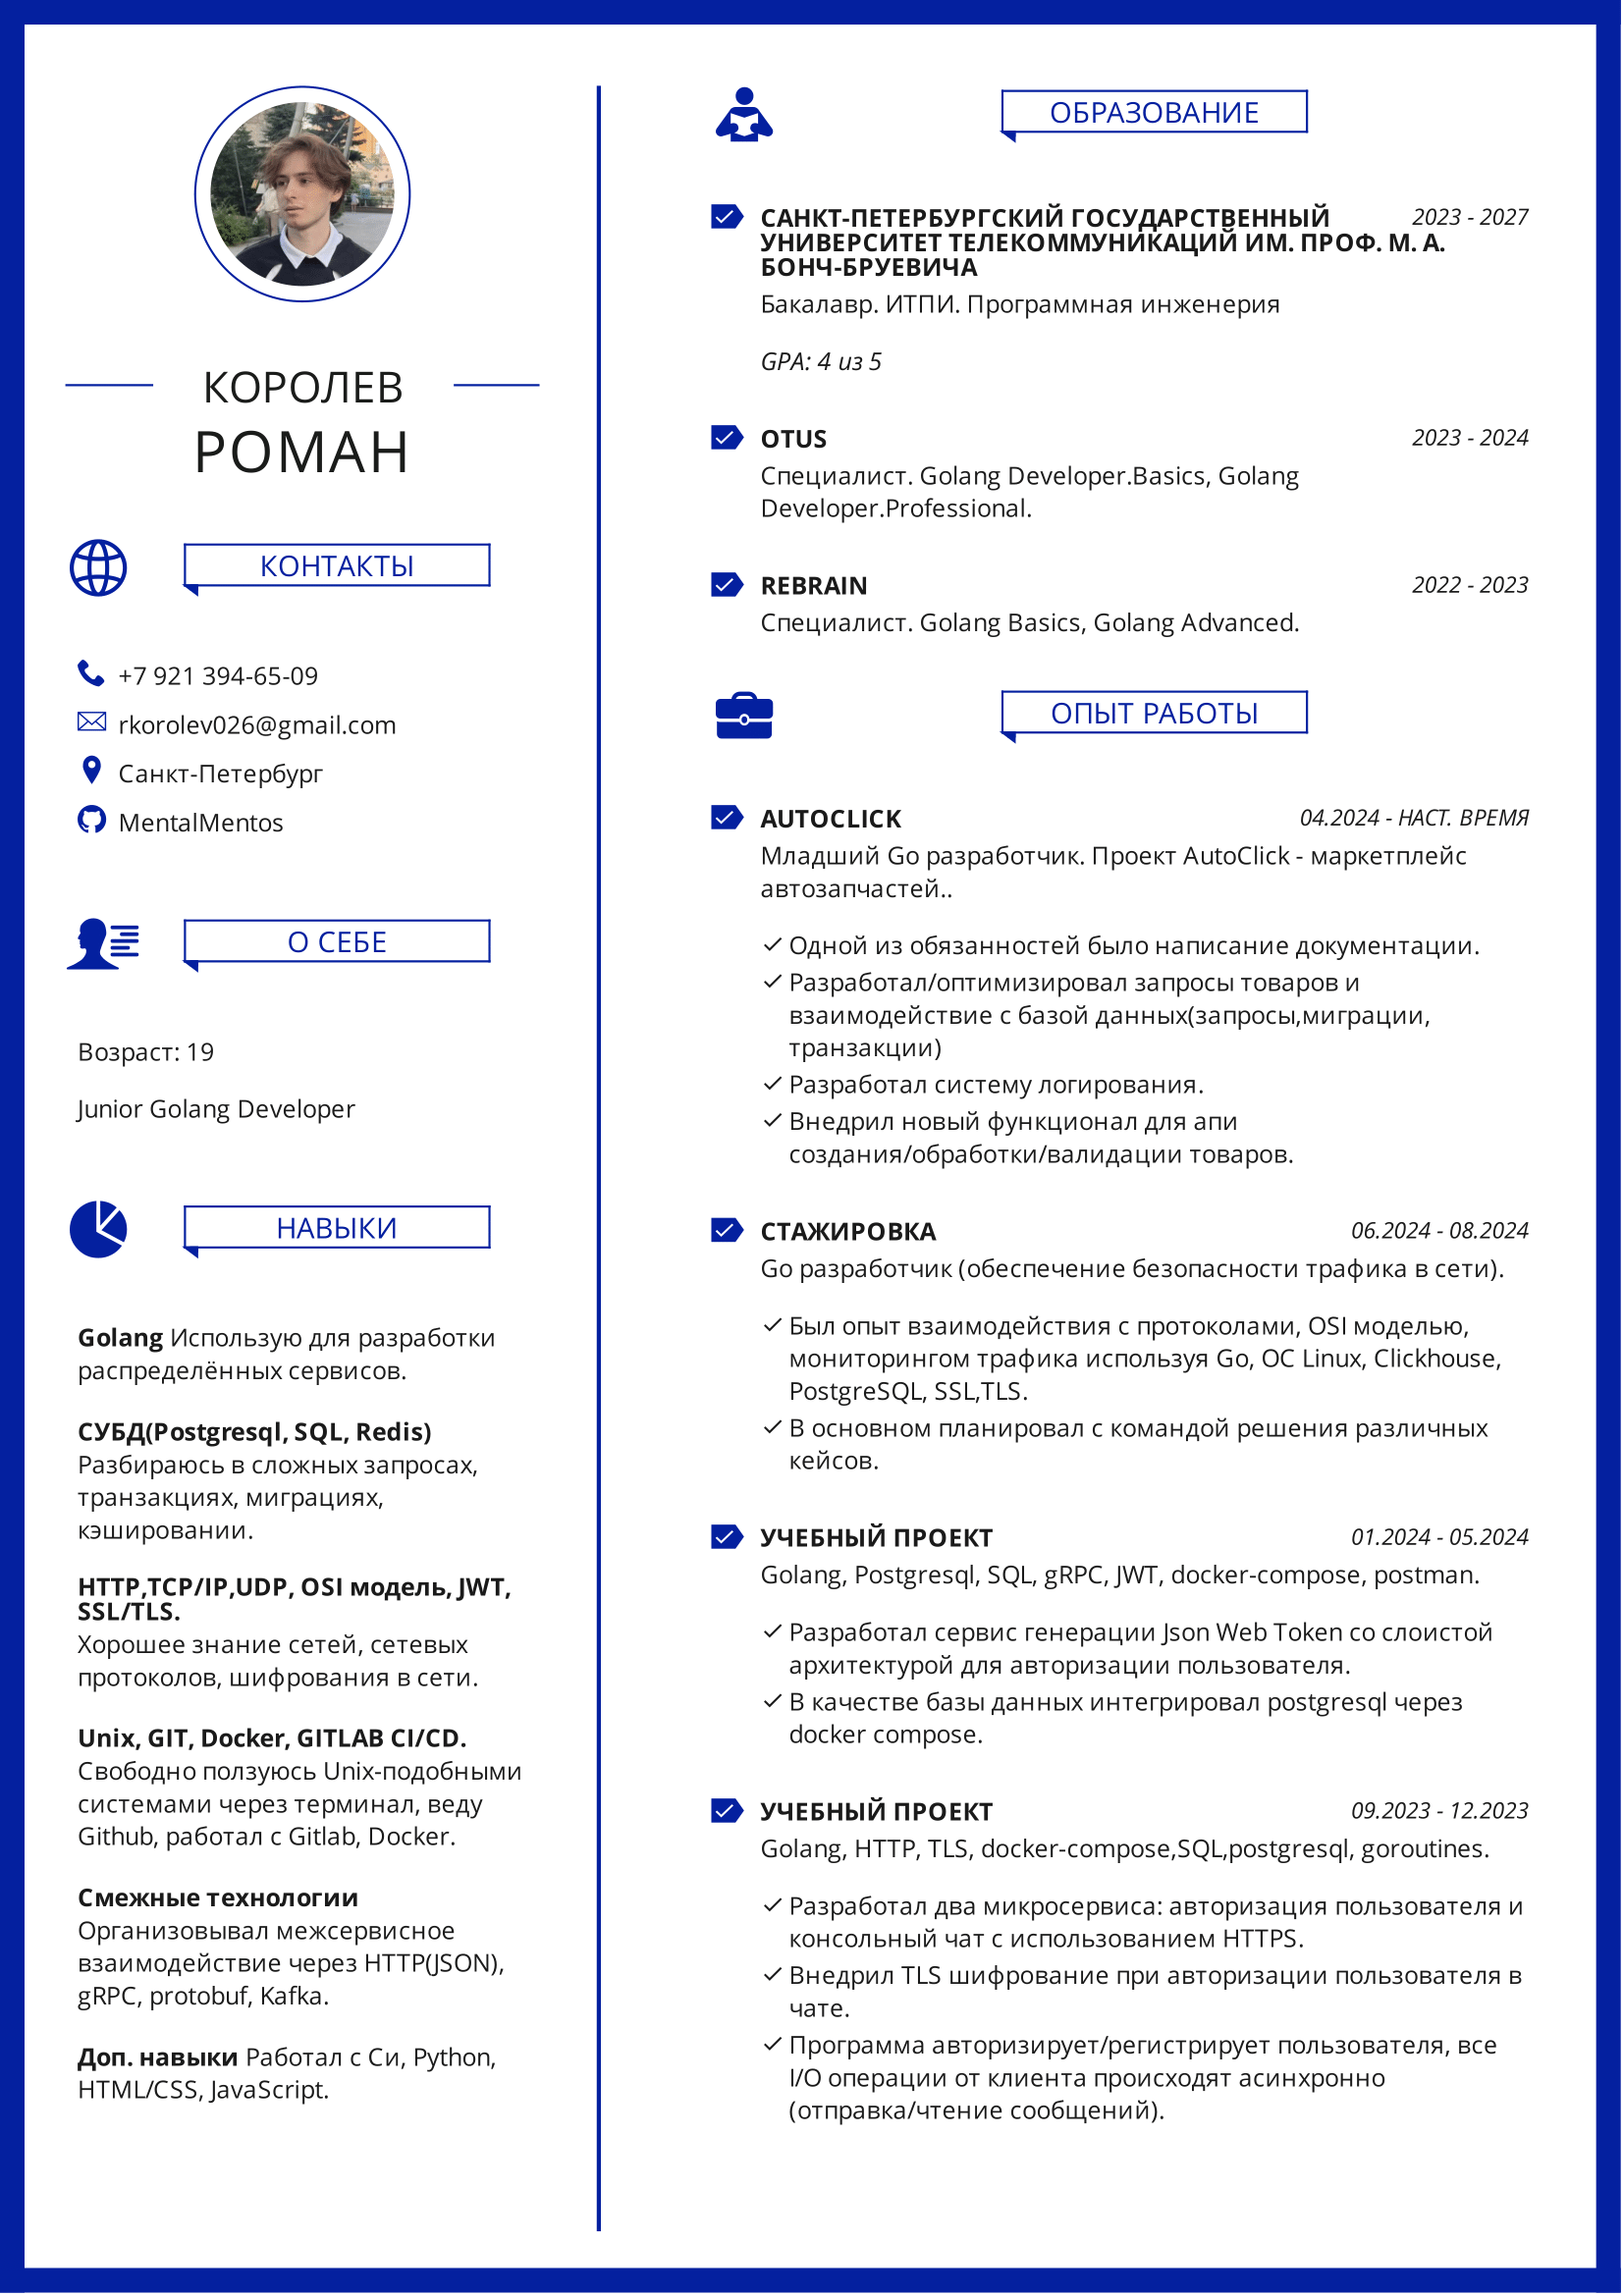 КОРОЛЕВ
РОМАН
КОНТАКТЫ
+7 921 394-65-09
rkorolev026@gmail.com
Санкт-Петербург
MentalMentos
О СЕБЕ
Возраст: 19
Junior Golang Developer
НАВЫКИ
Golang Использую для разработки
распределённых сервисов.
СУБД(Postgresql, SQL, Redis)
Разбираюсь в сложных запросах,
транзакциях, миграциях,
кэшировании.
HTTP,TCP/IP,UDP, OSI модель, JWT,
SSL/TLS.
Хорошее знание сетей, сетевых
протоколов, шифрования в сети.
Unix, GIT, Docker, GITLAB CI/CD.
Свободно ползуюсь Unix-подобными
системами через терминал, веду
Github, работал с Gitlab, Docker.
Смежные технологии
Организовывал межсервисное
взаимодействие через HTTP(JSON),
gRPC, protobuf, Kafka.
Доп. навыки Работал с Си, Python,
HTML/CSS, JavaScript.
ОБРАЗОВАНИЕ
САНКТ-ПЕТЕРБУРГСКИЙ ГОСУДАРСТВЕННЫЙ 2023 - 2027
УНИВЕРСИТЕТ ТЕЛЕКОММУНИКАЦИЙ ИМ. ПРОФ. М. А.
БОНЧ-БРУЕВИЧА
Бакалавр. ИТПИ. Программная инженерия
GPA: 4 из 5
OTUS 2023 - 2024
Специалист. Golang Developer.Basics, Golang
Developer.Professional.
REBRAIN 2022 - 2023
Специалист. Golang Basics, Golang Advanced.
ОПЫТ РАБОТЫ
AUTOCLICK 04.2024 - НАСТ. ВРЕМЯ
Младший Go разработчик. Проект AutoClick - маркетплейс
автозапчастей..
Одной из обязанностей было написание документации.
Разработал/оптимизировал запросы товаров и
взаимодействие с базой данных(запросы,миграции,
транзакции)
Разработал систему логирования.
Внедрил новый функционал для апи
создания/обработки/валидации товаров.
СТАЖИРОВКА 06.2024 - 08.2024
Go разработчик (обеспечение безопасности трафика в сети).
Был опыт взаимодействия с протоколами, OSI моделью,
мониторингом трафика используя Go, ОС Linux, Clickhouse,
PostgreSQL, SSL,TLS.
В основном планировал с командой решения различных
кейсов.
УЧЕБНЫЙ ПРОЕКТ 01.2024 - 05.2024
Golang, Postgresql, SQL, gRPC, JWT, docker-compose, postman.
Разработал сервис генерации Json Web Token со слоистой
архитектурой для авторизации пользователя.
В качестве базы данных интегрировал postgresql через
docker compose.
УЧЕБНЫЙ ПРОЕКТ 09.2023 - 12.2023
Golang, HTTP, TLS, docker-compose,SQL,postgresql, goroutines.
Разработал два микросервиса: авторизация пользователя и
консольный чат с использованием HTTPS.
Внедрил TLS шифрование при авторизации пользователя в
чате.
Программа авторизирует/регистрирует пользователя, все
I/O операции от клиента происходят асинхронно
(отправка/чтение сообщений).